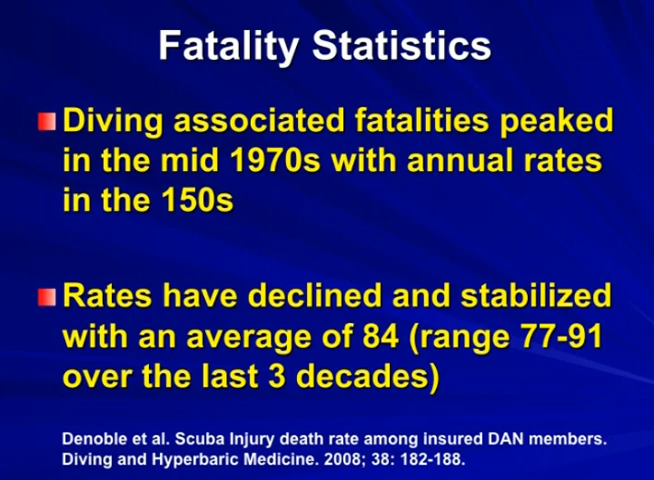 Fatality Statistics
Diving associated fatalities peaked
in the mid 1970s with annual rates
in the 150s
Rates have declined and stabilized
with an average of 84 (range 77-91
over the last 3 decades)
Denoble et al. Scuba Injury death rate among insured DAN members.
Diving and Hyperbaric Medicine. 2008; 38: 182-188.